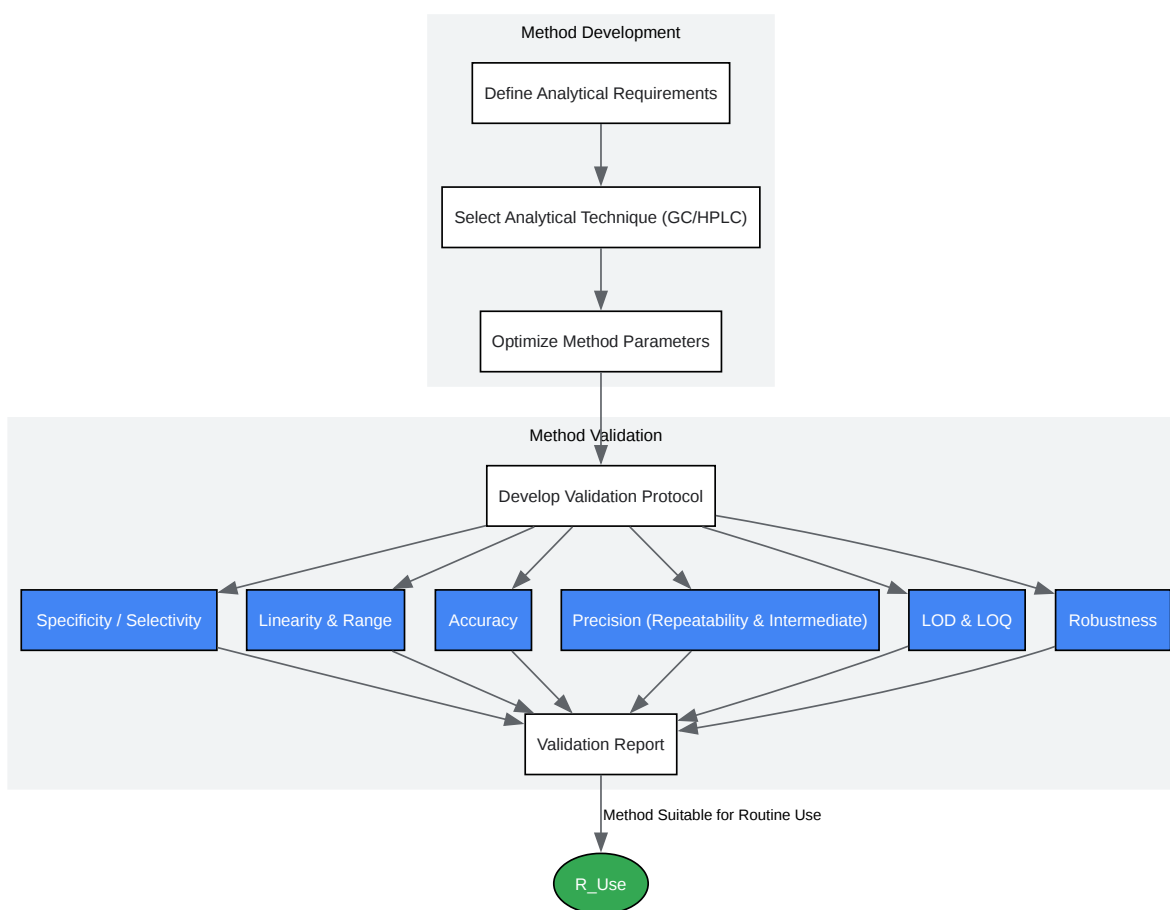 Method Development
Define Analytical Requirements
Select Analytical Technique (GC/HPLC)
Optimize Method Parameters
Method Validation
Develop Validation Protocol
Specificity / Selectivity
Linearity & Range
Accuracy
Precision (Repeatability & Intermediate)
LOD & LOQ
Robustness
Validation Report
Method Suitable for Routine Use
R_Use